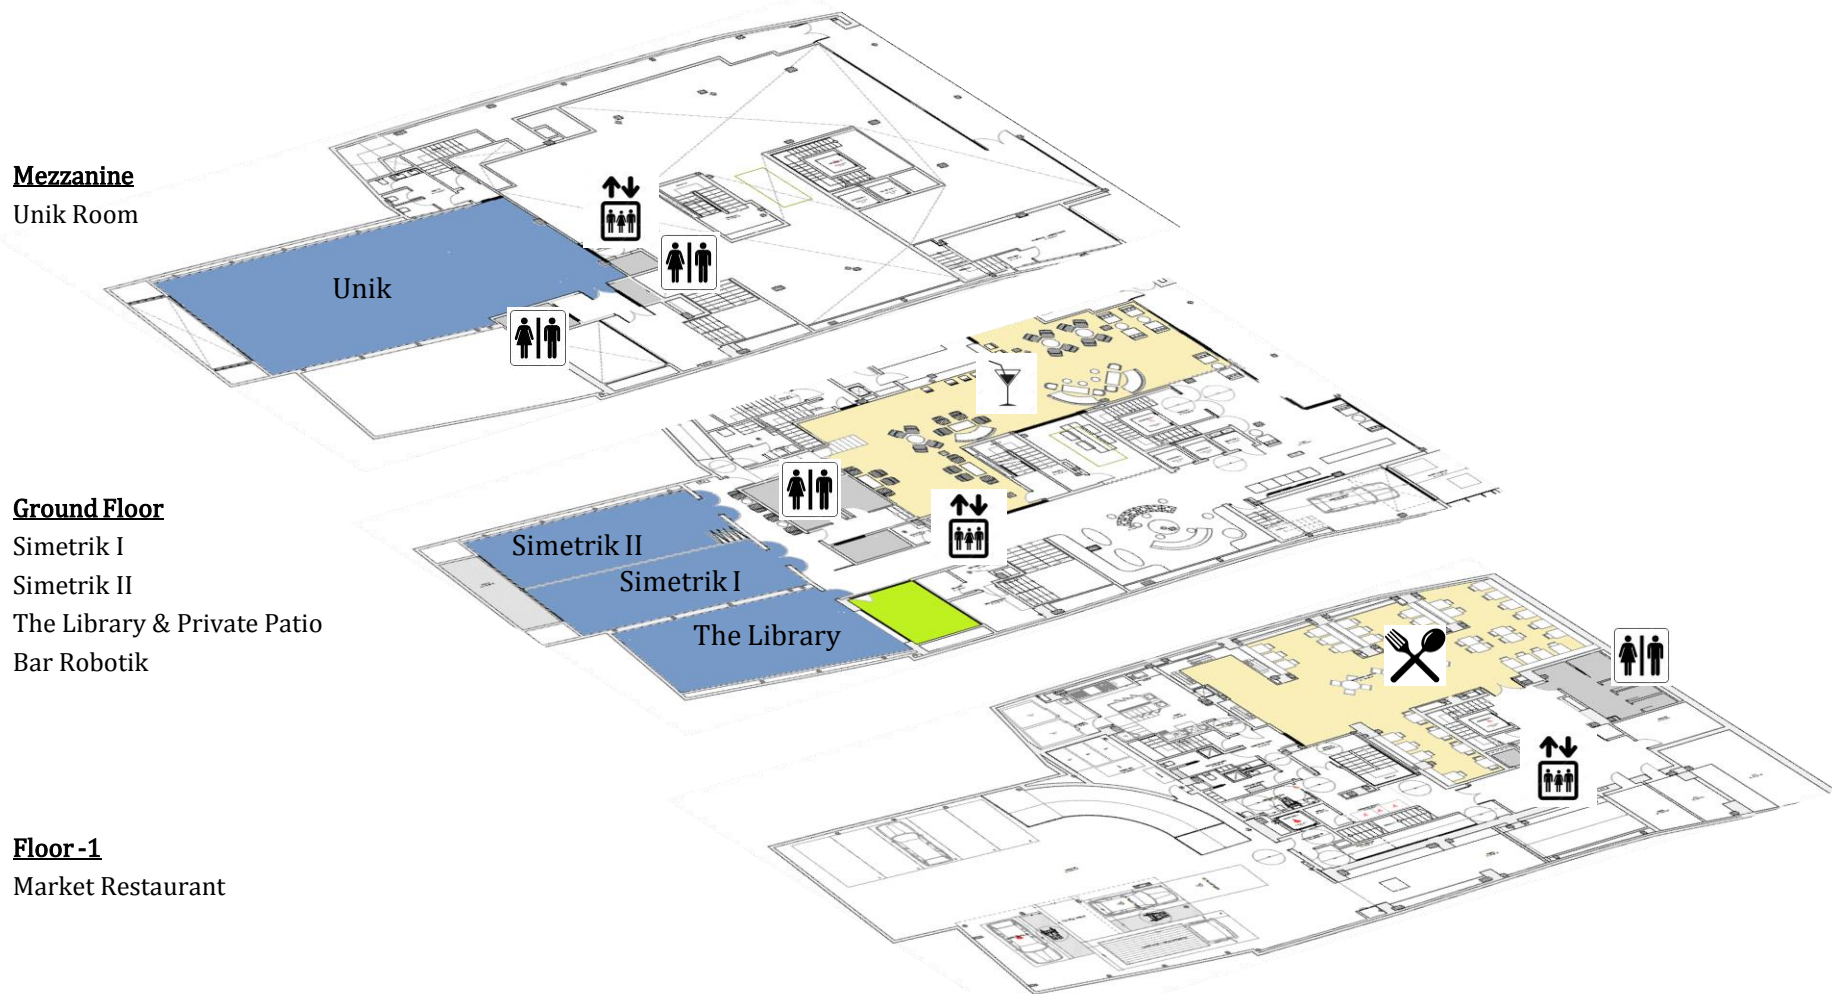 Mezzanine
Unik Room
Unik
Ground Floor
Simetrik I
Simetrik II
The Library & Private Patio
Bar Robotik
Simetrik II
Simetrik I
The Library
Floor -1
Market Restaurant